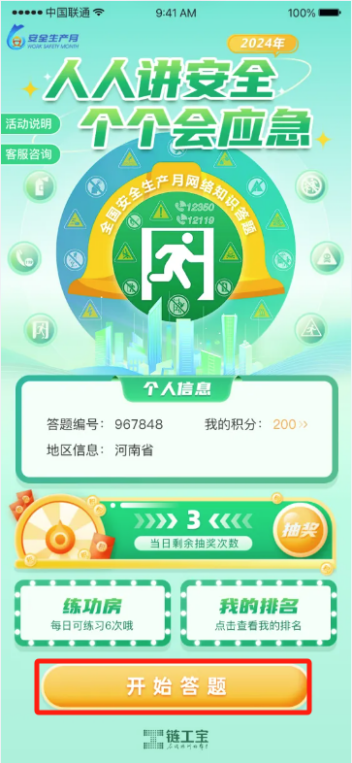 中国联通
9:41 AM
100%
安全生产月
WORK SAFETY MONTH
2024年
人人讲安全
个个会应急
活动说明
客服咨询
全国安全生产月网络知识答题
12350
12119
个人信息
答题编号： 967848
我的积分： 200
地区信息： 河南省
3
当日剩余抽奖次数
抽奖
练功房
每日可练习6次哦
我的排名
点击查看我的排名
开始答题
链工宝